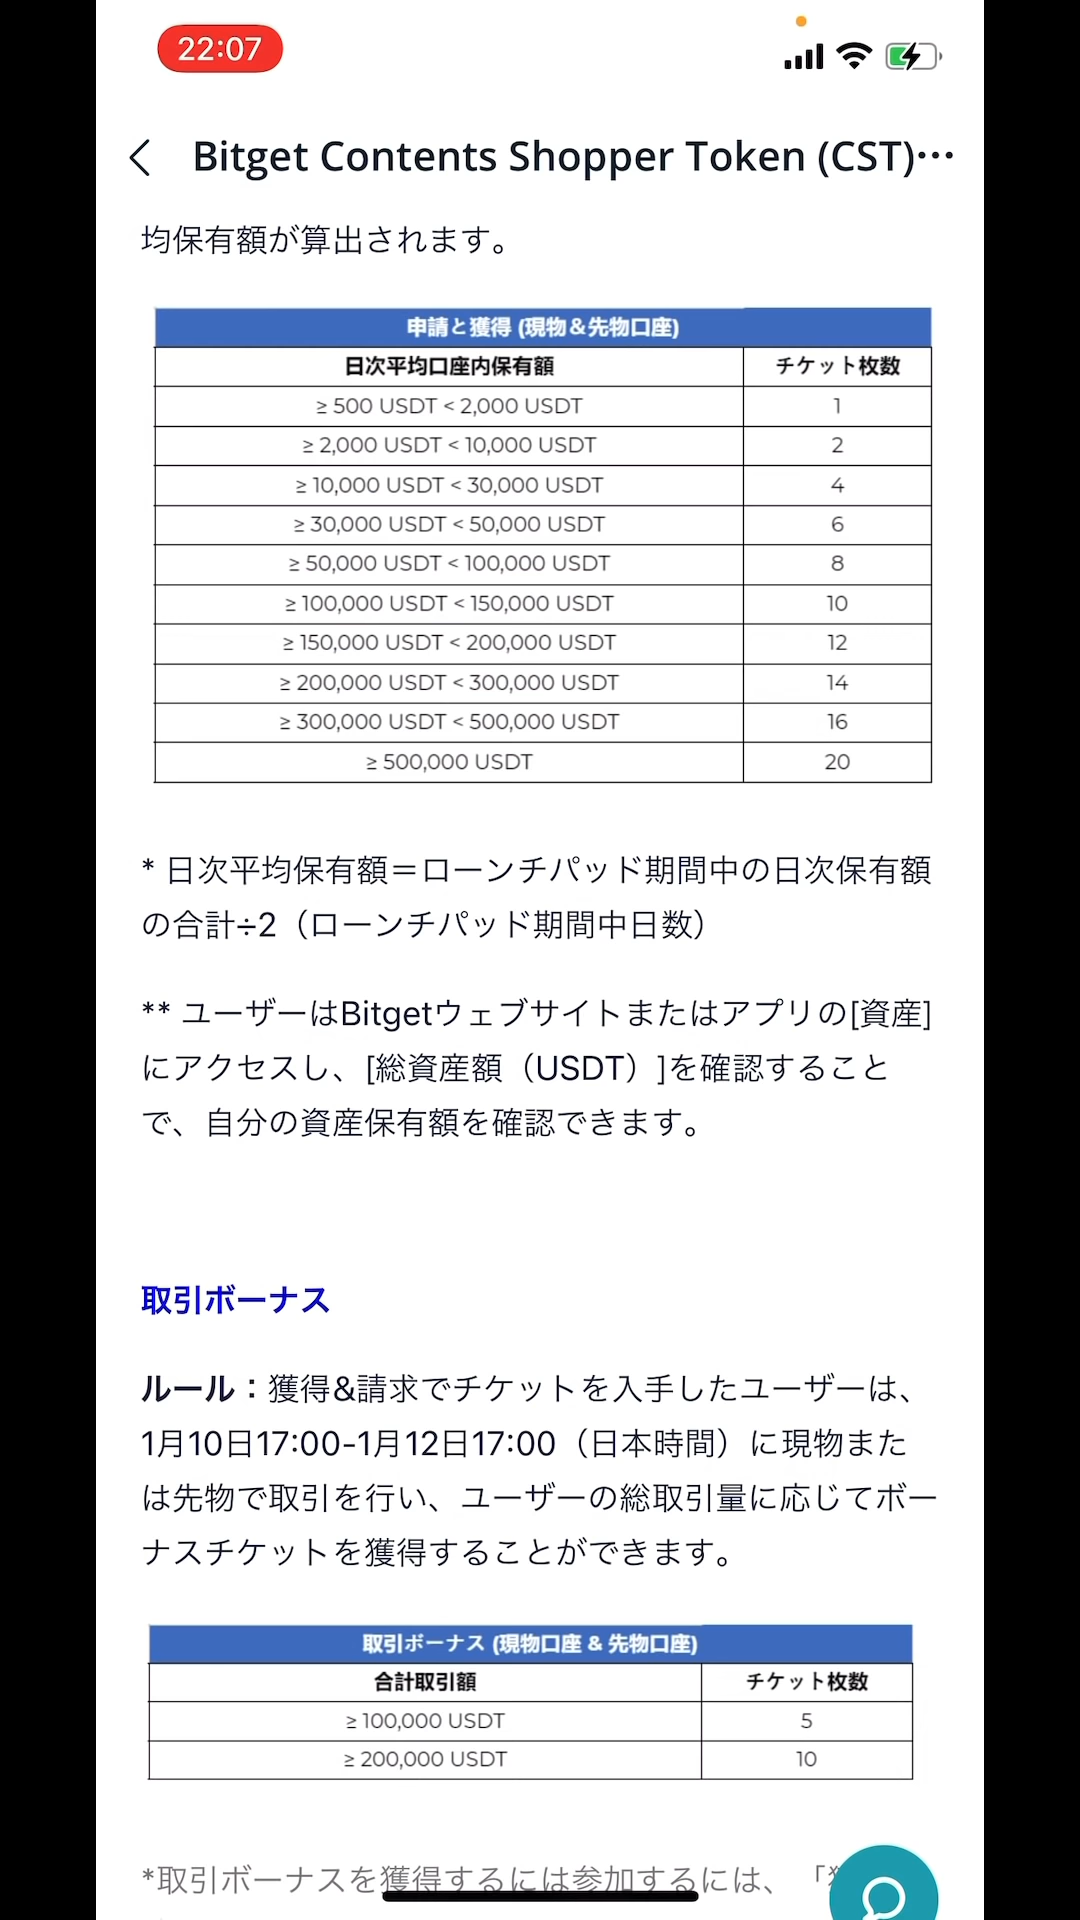 22:07
Bitget Contents Shopper Token (CST)···
均保有額が算出されます。
申請と獲得 (現物＆先物口座)
日次平均口座内保有額 チケット枚数
≥ 500 USDT < 2,000 USDT 1
≥ 2,000 USDT < 10,000 USDT 2
≥ 10,000 USDT < 30,000 USDT 4
≥ 30,000 USDT < 50,000 USDT 6
≥ 50,000 USDT < 100,000 USDT 8
≥ 100,000 USDT < 150,000 USDT 10
≥ 150,000 USDT < 200,000 USDT 12
≥ 200,000 USDT < 300,000 USDT 14
≥ 300,000 USDT < 500,000 USDT 16
≥ 500,000 USDT 20
* 日次平均保有額＝ローンチパッド期間中の日次保有額
の合計÷2（ローンチパッド期間中日数）
** ユーザーはBitgetウェブサイトまたはアプリの[資産]
にアクセスし、[総資産額（USDT）]を確認すること
で、自分の資産保有額を確認できます。
取引ボーナス
ルール：獲得&請求でチケットを入手したユーザーは、
1月10日17:00-1月12日17:00（日本時間）に現物また
は先物で取引を行い、ユーザーの総取引量に応じてボー
ナスチケットを獲得することができます。
取引ボーナス (現物口座 & 先物口座)
合計取引額 チケット枚数
≥ 100,000 USDT 5
≥ 200,000 USDT 10
*取引ボーナスを獲得するには参加するには、「